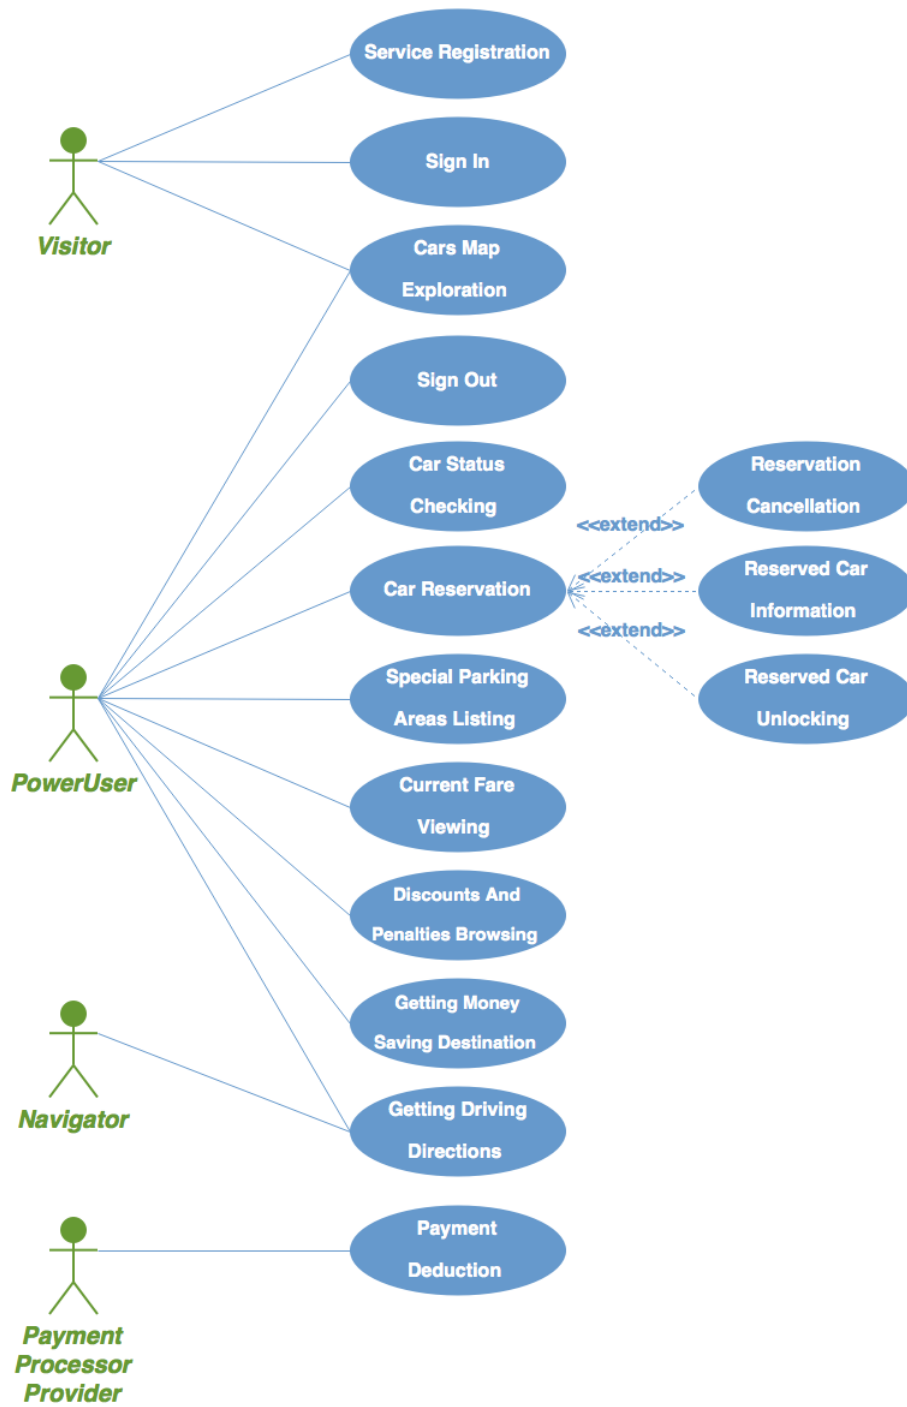 Service Registration
Sign In
Visitor
Cars Map
Exploration
Sign Out
Car Status
Checking
Reservation
Cancellation
<<extend>>
Car Reservation
<<extend>>
Reserved Car
Information
<<extend>>
Special Parking
Areas Listing
Reserved Car
Unlocking
PowerUser
Current Fare
Viewing
Discounts And
Penalties Browsing
Getting Money
Saving Destination
Navigator
Getting Driving
Directions
Payment
Deduction
Payment
Processor
Provider